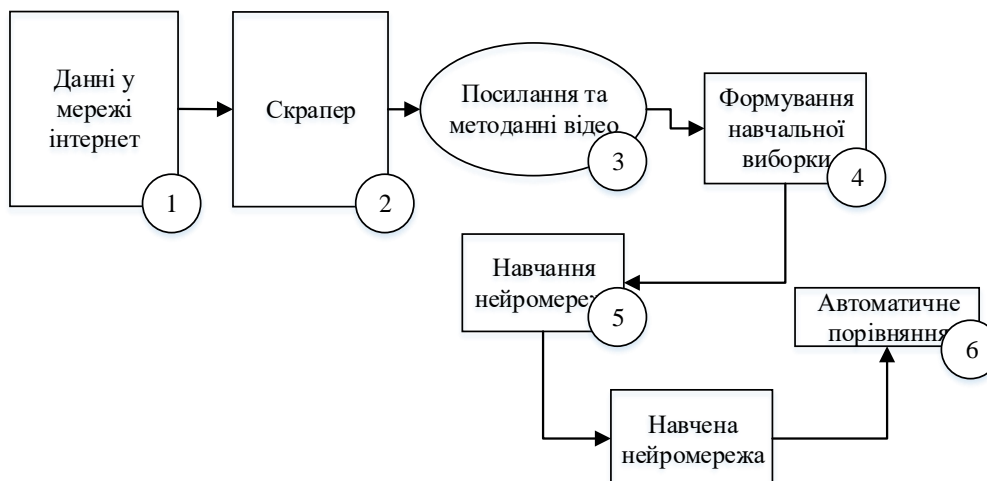 Данні у
мережі
інтернет
1
Скрапер
2
Посилання та
методанні відео
3
Формування
навчальної
виборки
4
Навчання
нейромереж
5
Навчена
нейромережа
Автоматичне
порівняння
6